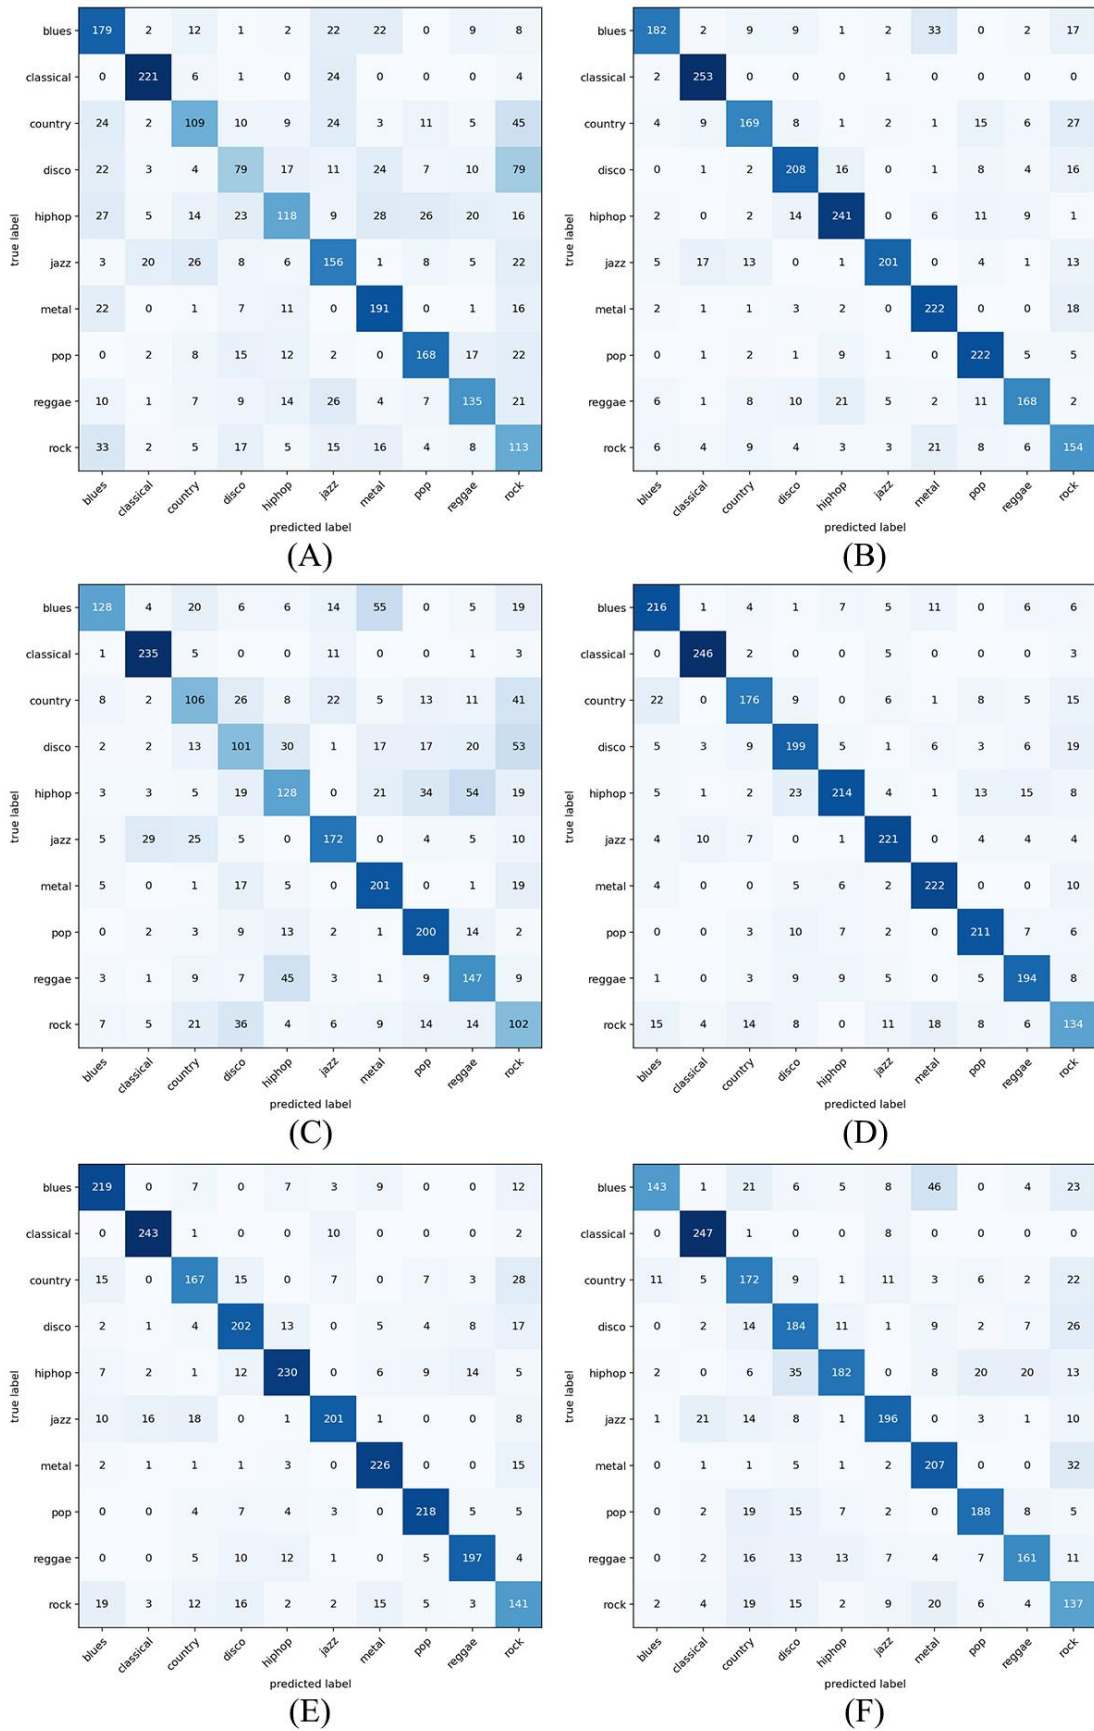 blues 179 2 12 1 2 22 22 0 9 8
classical 0 221 6 1 0 24 0 0 0 4
country 24 2 109 10 9 24 3 11 5 45
disco 22 3 4 79 17 11 24 7 10 79
hiphop 27 5 14 23 118 9 28 26 20 16
jazz 3 20 26 8 6 156 1 8 5 22
metal 22 0 1 7 11 0 191 0 1 16
pop 0 2 8 15 12 2 0 168 17 22
reggae 10 1 7 9 14 26 4 7 135 21
rock 33 2 5 17 5 15 16 4 8 113
true label
blues classical country disco hiphop jazz metal pop reggae rock
predicted label
(A)
blues 182 2 9 9 1 2 33 0 2 17
classical 2 253 0 0 0 1 0 0 0 0
country 4 9 169 8 1 2 1 15 6 27
disco 0 1 2 208 16 0 1 8 4 16
hiphop 2 0 2 14 241 0 6 11 9 1
jazz 5 17 13 0 1 201 0 4 1 13
metal 2 1 1 3 2 0 222 0 0 18
pop 0 1 2 1 9 1 0 222 5 5
reggae 6 1 8 10 21 5 2 11 168 2
rock 6 4 9 4 3 3 21 8 6 154
true label
blues classical country disco hiphop jazz metal pop reggae rock
predicted label
(B)
blues 128 4 20 6 6 14 55 0 5 19
classical 1 235 5 0 0 11 0 0 1 3
country 8 2 106 26 8 22 5 13 11 41
disco 2 2 13 101 30 1 17 17 20 53
hiphop 3 3 5 19 128 0 21 34 54 19
jazz 5 29 25 5 0 172 0 4 5 10
metal 5 0 1 17 5 0 201 0 1 19
pop 0 2 3 9 13 2 1 200 14 2
reggae 3 1 9 7 45 3 1 9 147 9
rock 7 5 21 36 4 6 9 14 14 102
true label
blues classical country disco hiphop jazz metal pop reggae rock
predicted label
(C)
blues 216 1 4 1 7 5 11 0 6 6
classical 0 246 2 0 0 5 0 0 0 3
country 22 0 176 9 0 6 1 8 5 15
disco 5 3 9 199 5 1 6 3 6 19
hiphop 5 1 2 23 214 4 1 13 15 8
jazz 4 10 7 0 1 221 0 4 4 4
metal 4 0 0 5 6 2 222 0 0 10
pop 0 0 3 10 7 2 0 211 7 6
reggae 1 0 3 9 9 5 0 5 194 8
rock 15 4 14 8 0 11 18 8 6 134
true label
blues classical country disco hiphop jazz metal pop reggae rock
predicted label
(D)
blues 219 0 7 0 7 3 9 0 0 12
classical 0 243 1 0 0 10 0 0 0 2
country 15 0 167 15 0 7 0 7 3 28
disco 2 1 4 202 13 0 5 4 8 17
hiphop 7 2 1 12 230 0 6 9 14 5
jazz 10 16 18 0 1 201 1 0 0 8
metal 2 1 1 1 3 0 226 0 0 15
pop 0 0 4 7 4 3 0 218 5 5
reggae 0 0 5 10 12 1 0 5 197 4
rock 19 3 12 16 2 2 15 5 3 141
true label
blues classical country disco hiphop jazz metal pop reggae rock
predicted label
(E)
blues 143 1 21 6 5 8 46 0 4 23
classical 0 247 1 0 0 8 0 0 0 0
country 11 5 172 9 1 11 3 6 2 22
disco 0 2 14 184 11 1 9 2 7 26
hiphop 2 0 6 35 182 0 8 20 20 13
jazz 1 21 14 8 1 196 0 3 1 10
metal 0 1 1 5 1 2 207 0 0 32
pop 0 2 19 15 7 2 0 188 8 5
reggae 0 2 16 13 13 7 4 7 161 11
rock 2 4 19 15 2 9 20 6 4 137
true label
blues classical country disco hiphop jazz metal pop reggae rock
predicted label
(F)